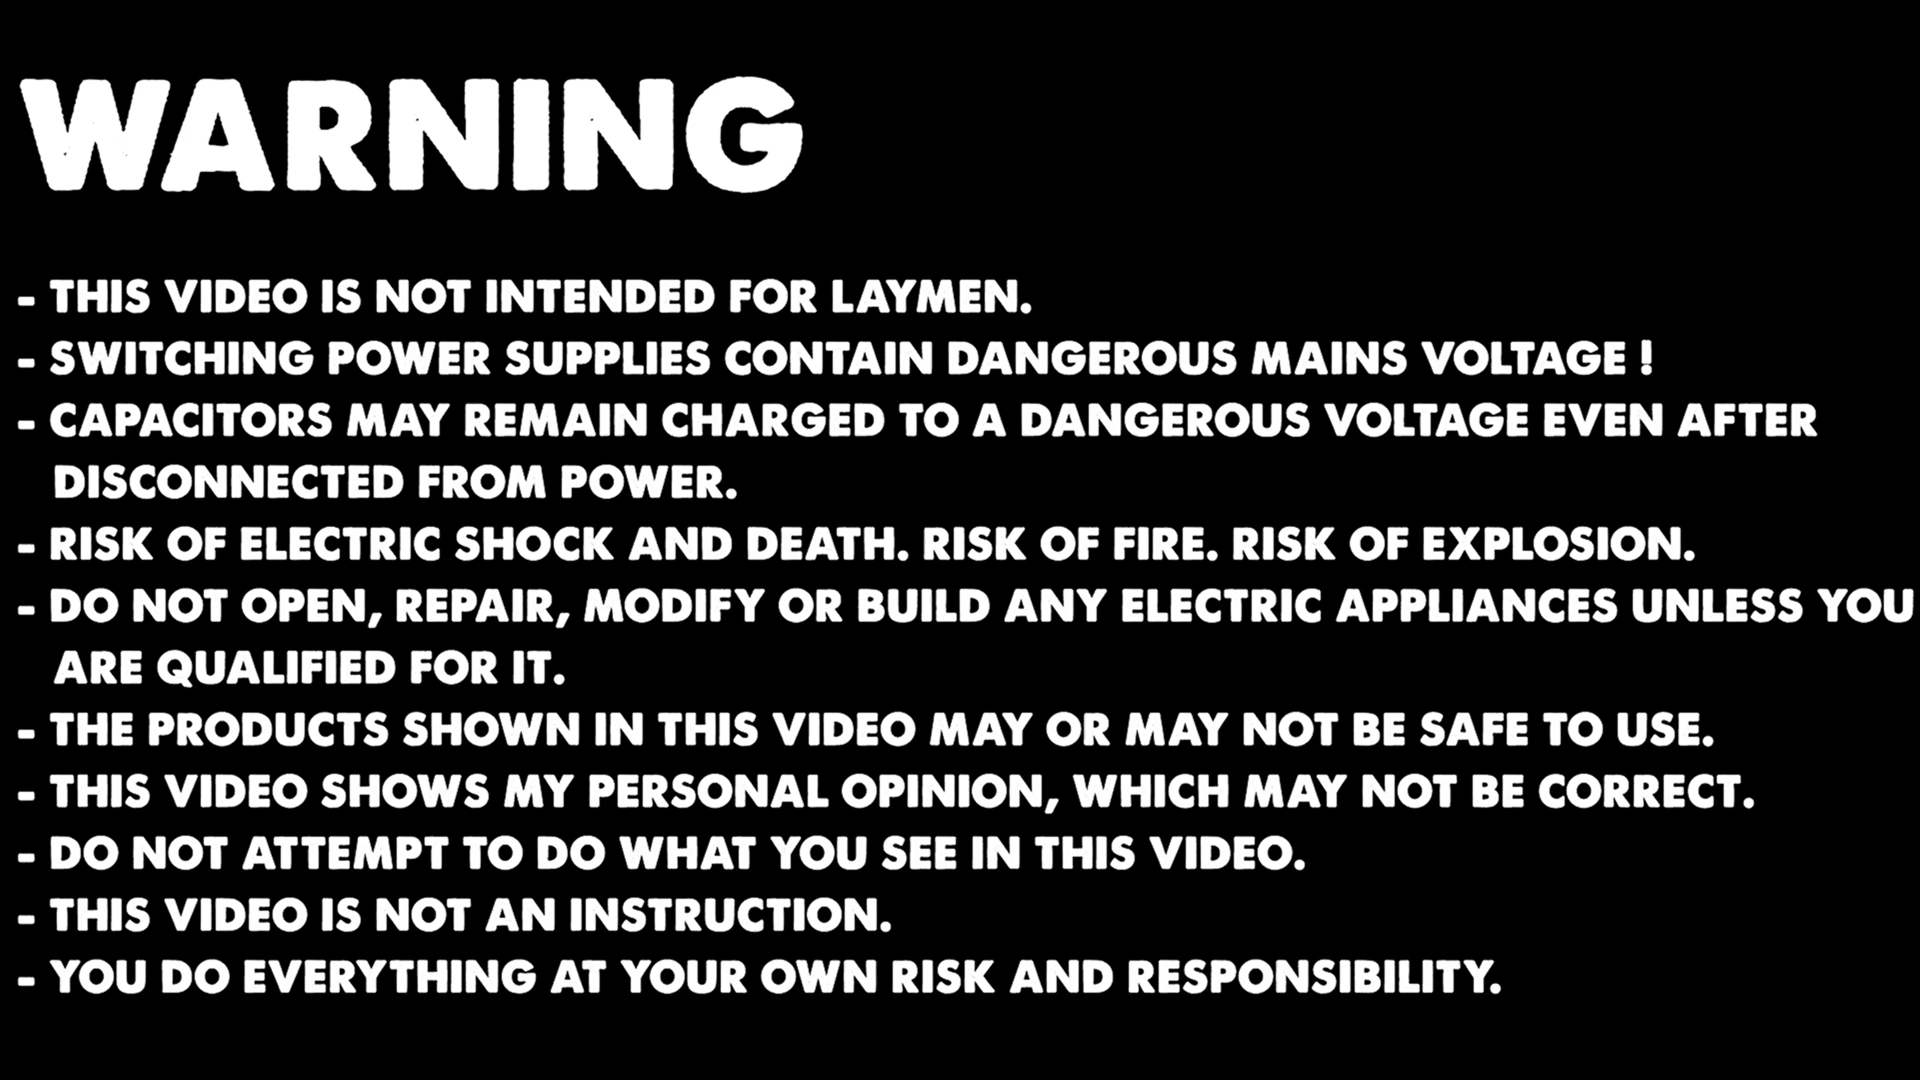 WARNING
- THIS VIDEO IS NOT INTENDED FOR LAYMEN.
- SWITCHING POWER SUPPLIES CONTAIN DANGEROUS MAINS VOLTAGE !
- CAPACITORS MAY REMAIN CHARGED TO A DANGEROUS VOLTAGE EVEN AFTER
DISCONNECTED FROM POWER.
- RISK OF ELECTRIC SHOCK AND DEATH. RISK OF FIRE. RISK OF EXPLOSION.
- DO NOT OPEN, REPAIR, MODIFY OR BUILD ANY ELECTRIC APPLIANCES UNLESS YOU
ARE QUALIFIED FOR IT.
- THE PRODUCTS SHOWN IN THIS VIDEO MAY OR MAY NOT BE SAFE TO USE.
- THIS VIDEO SHOWS MY PERSONAL OPINION, WHICH MAY NOT BE CORRECT.
- DO NOT ATTEMPT TO DO WHAT YOU SEE IN THIS VIDEO.
- THIS VIDEO IS NOT AN INSTRUCTION.
- YOU DO EVERYTHING AT YOUR OWN RISK AND RESPONSIBILITY.